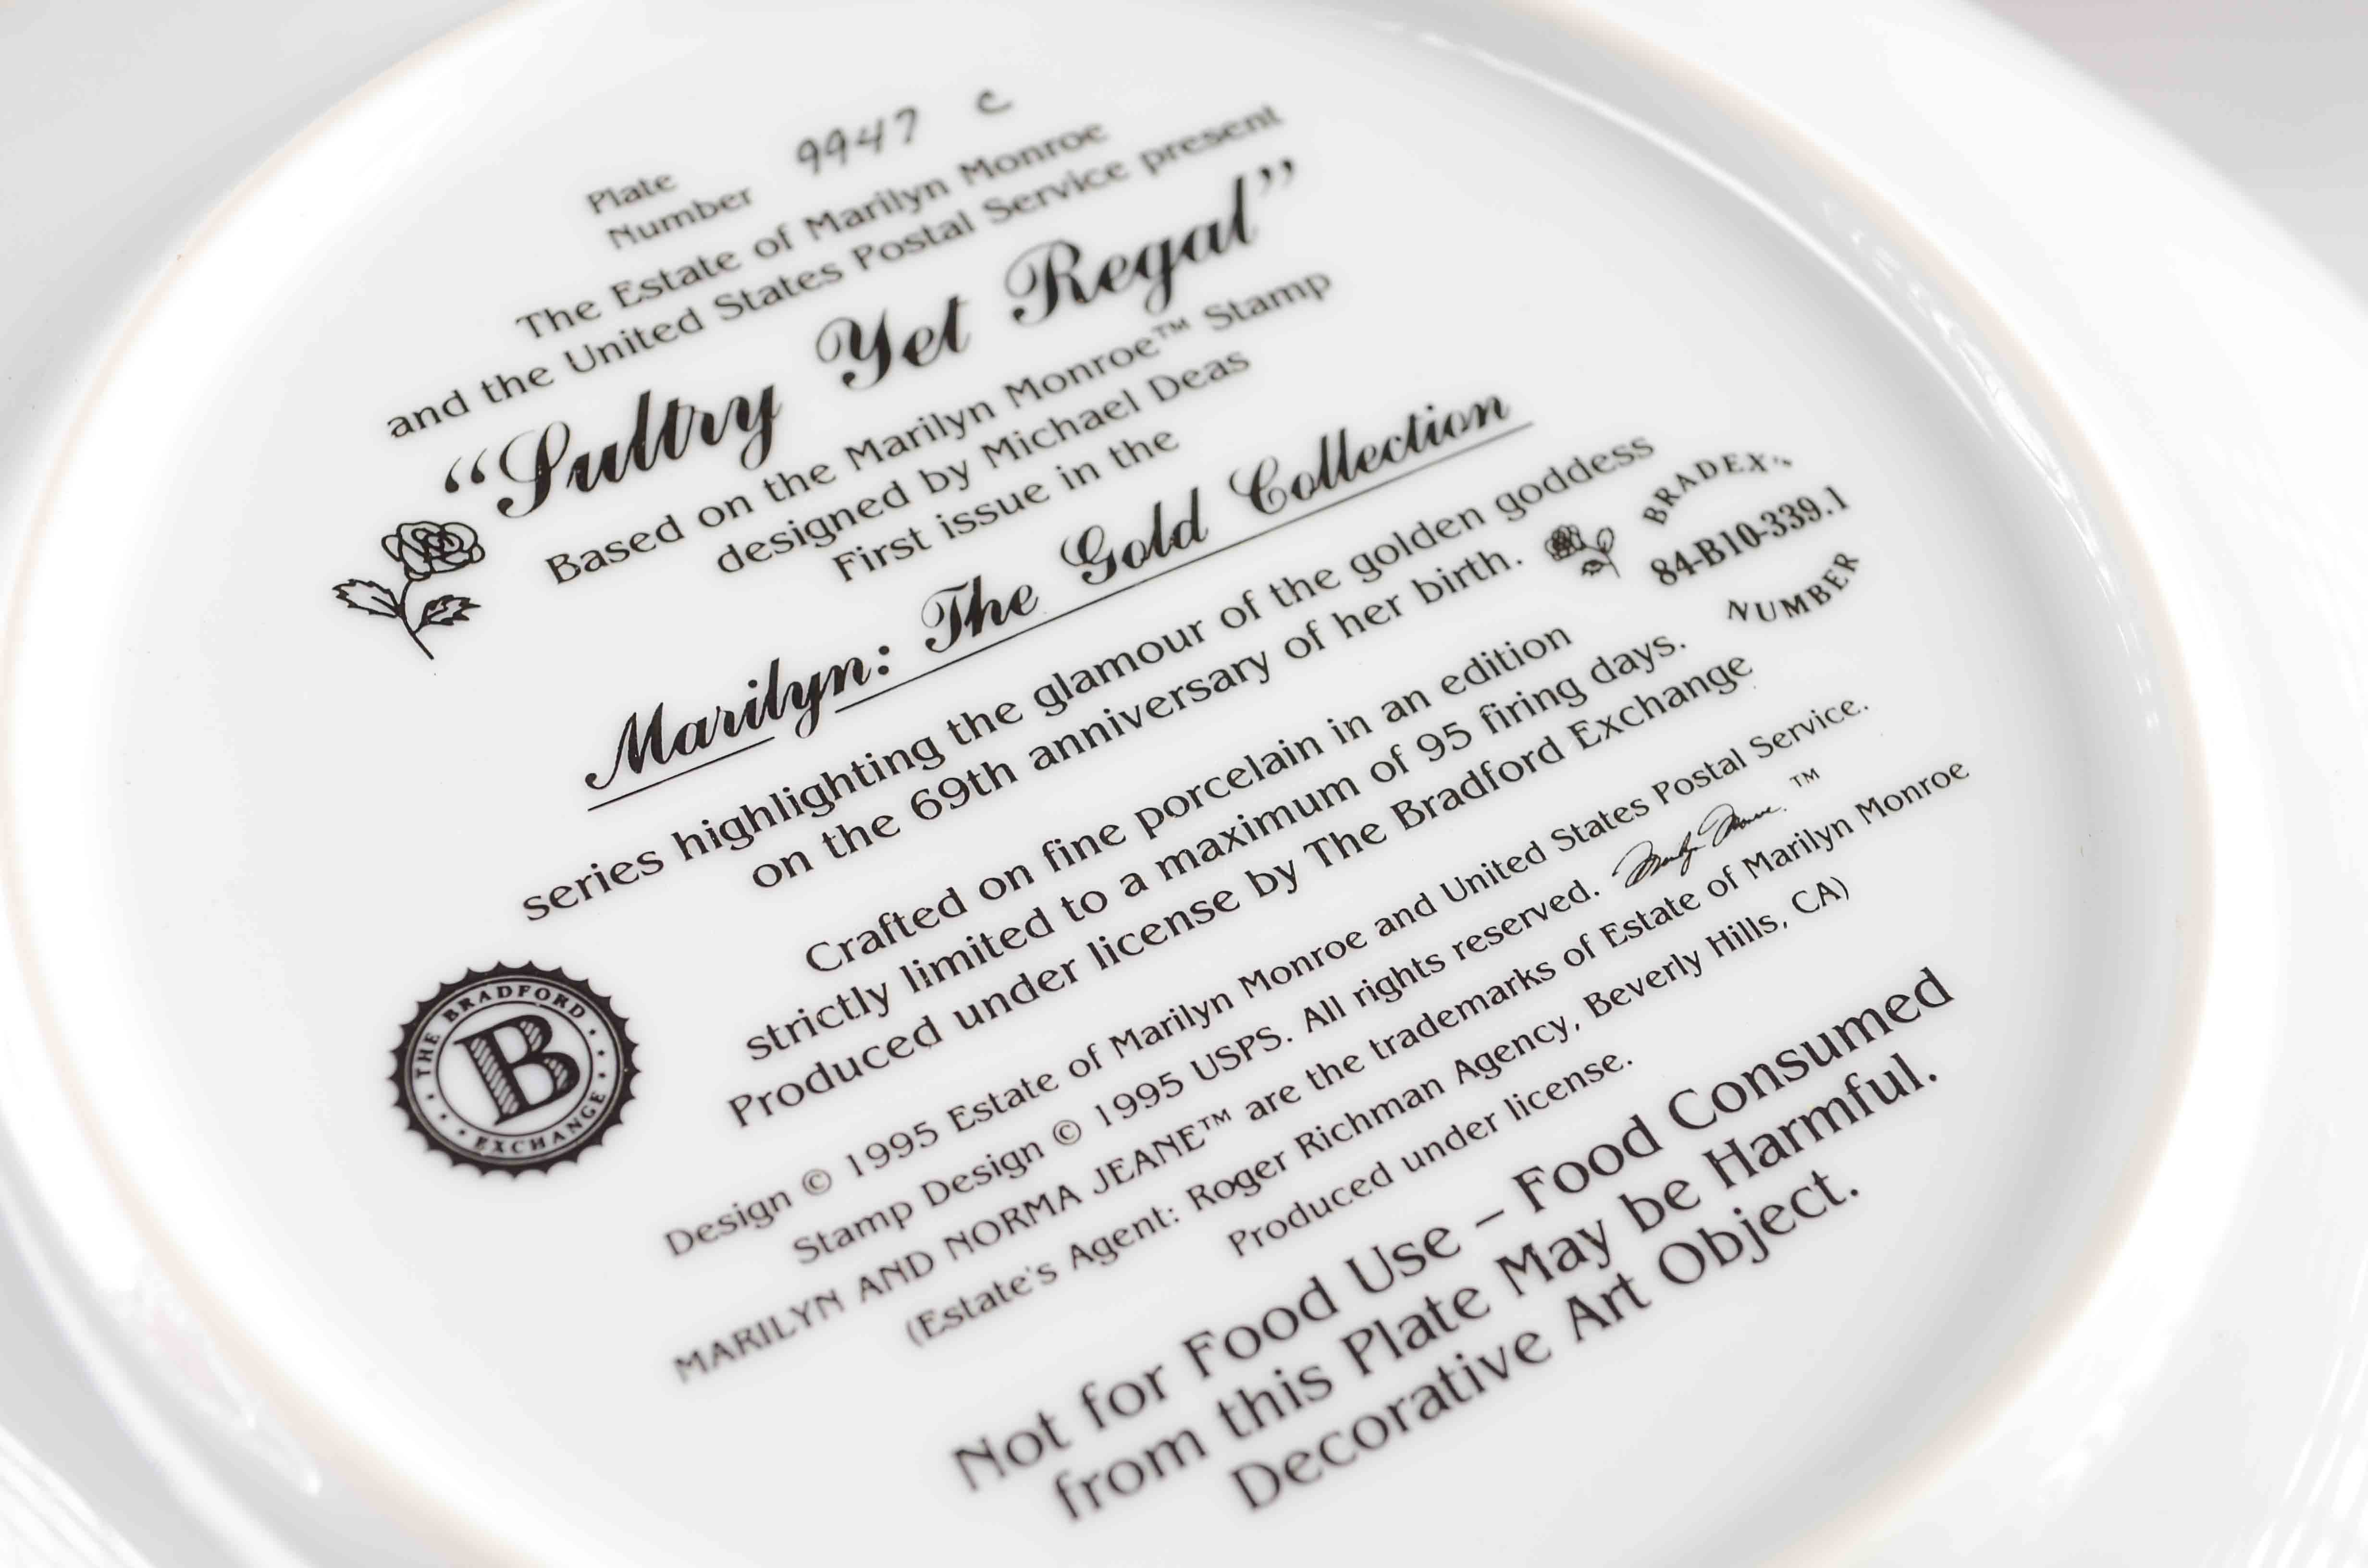 Plate
Number 9947 C
The Estate of Marilyn Monroe
and the United States Postal Service present
“Sultry Yet Regal”
Based on the Marilyn Monroe™ Stamp
designed by Michael Deas
First issue in the
Marilyn: The Gold Collection
series highlighting the glamour of the golden goddess
on the 69th anniversary of her birth.
BRADEX™
84-B10-339.1
NUMBER
Crafted on fine porcelain in an edition
strictly limited to a maximum of 95 firing days.
Produced under license by The Bradford Exchange
THE BRADFORD
B
EXCHANGE
Design © 1995 Estate of Marilyn Monroe and United States Postal Service.
Stamp Design © 1995 USPS. All rights reserved. Marilyn Monroe ™
MARILYN AND NORMA JEANE™ are the trademarks of Estate of Marilyn Monroe
(Estate's Agent: Roger Richman Agency, Beverly Hills, CA)
Produced under license.
Not for Food Use – Food Consumed
from this Plate May be Harmful.
Decorative Art Object.